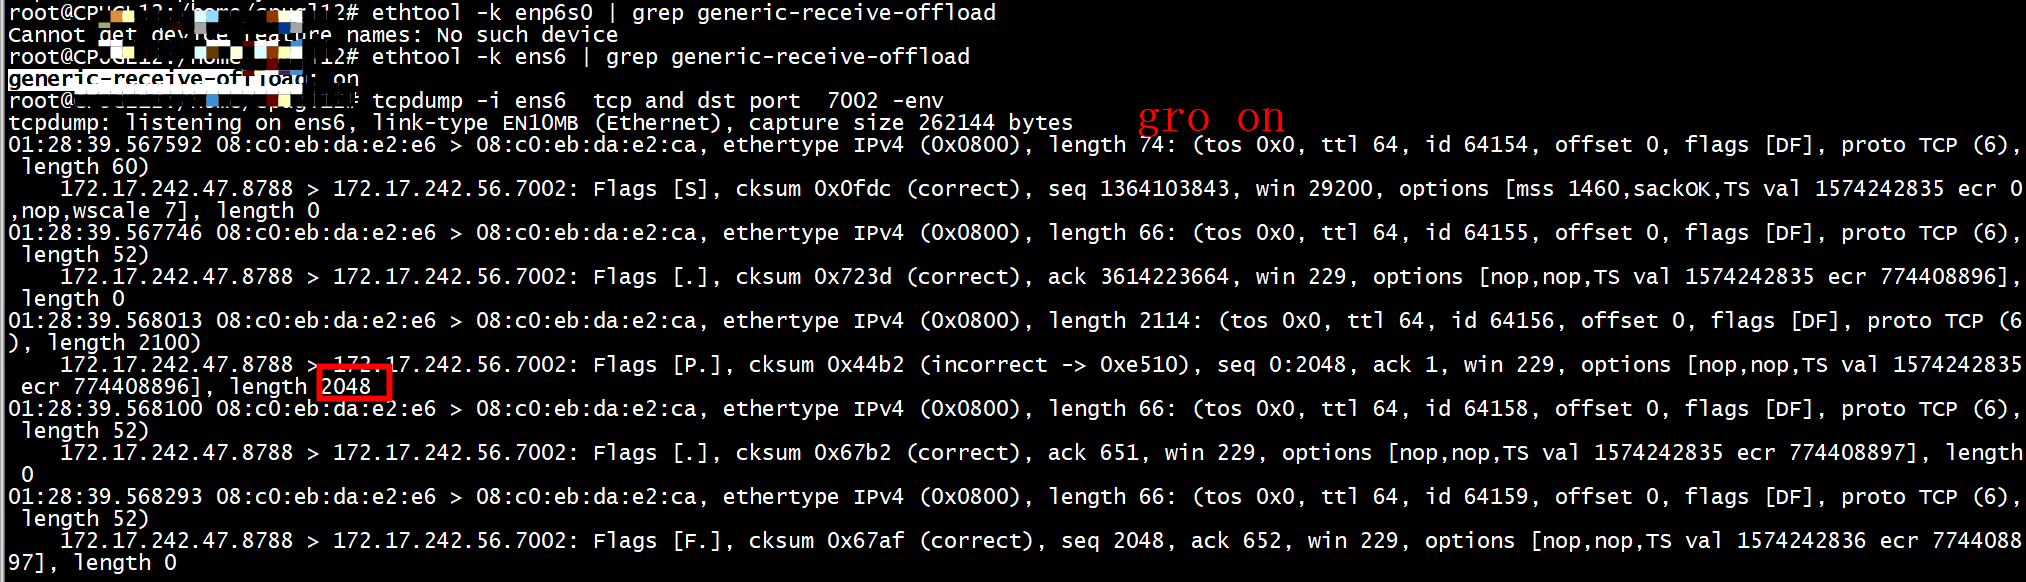 root@CPUGL12:/home/cpugl12# ethtool -k enp6s0 | grep generic-receive-offload
Cannot get device feature names: No such device
root@CPUGL12:/home/cpugl12# ethtool -k ens6 | grep generic-receive-offload
generic-receive-offload: on
root@CPUGL12:/home/cpugl12# tcpdump -i ens6  tcp and dst port  7002 -env
tcpdump: listening on ens6, link-type EN10MB (Ethernet), capture size 262144 bytes
gro on
01:28:39.567592 08:c0:eb:da:e2:e6 > 08:c0:eb:da:e2:ca, ethertype IPv4 (0x0800), length 74: (tos 0x0, ttl 64, id 64154, offset 0, flags [DF], proto TCP (6),
 length 60)
    172.17.242.47.8788 > 172.17.242.56.7002: Flags [S], cksum 0x0fdc (correct), seq 1364103843, win 29200, options [mss 1460,sackOK,TS val 1574242835 ecr 0
,nop,wscale 7], length 0
01:28:39.567746 08:c0:eb:da:e2:e6 > 08:c0:eb:da:e2:ca, ethertype IPv4 (0x0800), length 66: (tos 0x0, ttl 64, id 64155, offset 0, flags [DF], proto TCP (6),
 length 52)
    172.17.242.47.8788 > 172.17.242.56.7002: Flags [.], cksum 0x723d (correct), ack 3614223664, win 229, options [nop,nop,TS val 1574242835 ecr 774408896],
 length 0
01:28:39.568013 08:c0:eb:da:e2:e6 > 08:c0:eb:da:e2:ca, ethertype IPv4 (0x0800), length 2114: (tos 0x0, ttl 64, id 64156, offset 0, flags [DF], proto TCP (6
), length 2100)
    172.17.242.47.8788 > 172.17.242.56.7002: Flags [P.], cksum 0x44b2 (incorrect -> 0xe510), seq 0:2048, ack 1, win 229, options [nop,nop,TS val 1574242835
 ecr 774408896], length 2048
01:28:39.568100 08:c0:eb:da:e2:e6 > 08:c0:eb:da:e2:ca, ethertype IPv4 (0x0800), length 66: (tos 0x0, ttl 64, id 64158, offset 0, flags [DF], proto TCP (6),
 length 52)
    172.17.242.47.8788 > 172.17.242.56.7002: Flags [.], cksum 0x67b2 (correct), ack 651, win 229, options [nop,nop,TS val 1574242835 ecr 774408897], length
 0
01:28:39.568293 08:c0:eb:da:e2:e6 > 08:c0:eb:da:e2:ca, ethertype IPv4 (0x0800), length 66: (tos 0x0, ttl 64, id 64159, offset 0, flags [DF], proto TCP (6),
 length 52)
    172.17.242.47.8788 > 172.17.242.56.7002: Flags [F.], cksum 0x67af (correct), seq 2048, ack 652, win 229, options [nop,nop,TS val 1574242836 ecr 7744088
97], length 0